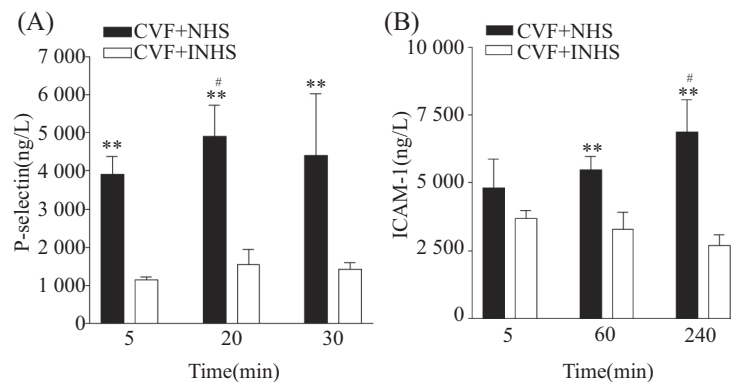 (A)
CVF+NHS
CVF+INHS
P-selectin(ng/L)
7 000
6 000
5 000
4 000
3 000
2 000
1 000
0
**
#
**
**
5 20 30
Time(min)
(B)
CVF+NHS
CVF+INHS
ICAM-1(ng/L)
10 000
7 500
5 000
2 500
0
**
#
**
5 60 240
Time(min)